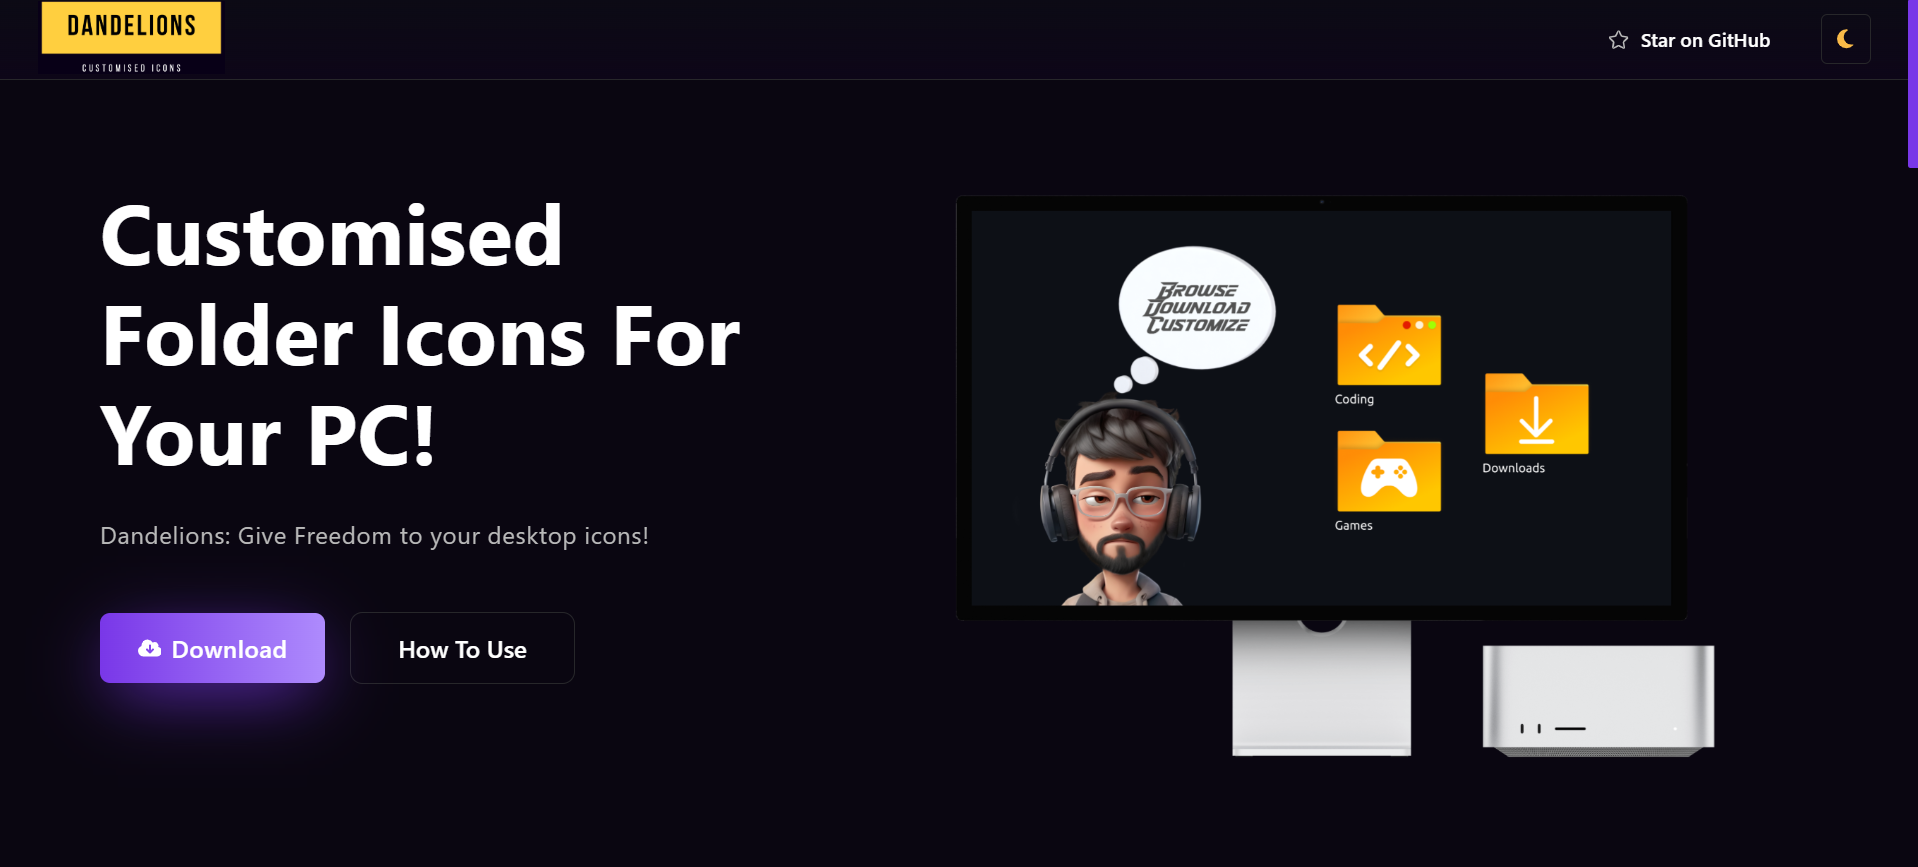 DANDELIONS
CUSTOMISED ICONS
Star on GitHub
Customised
Folder Icons For
Your PC!
Dandelions: Give Freedom to your desktop icons!
Download
How To Use
BROWSE
DOWNLOAD
CUSTOMIZE
Coding
Downloads
Games